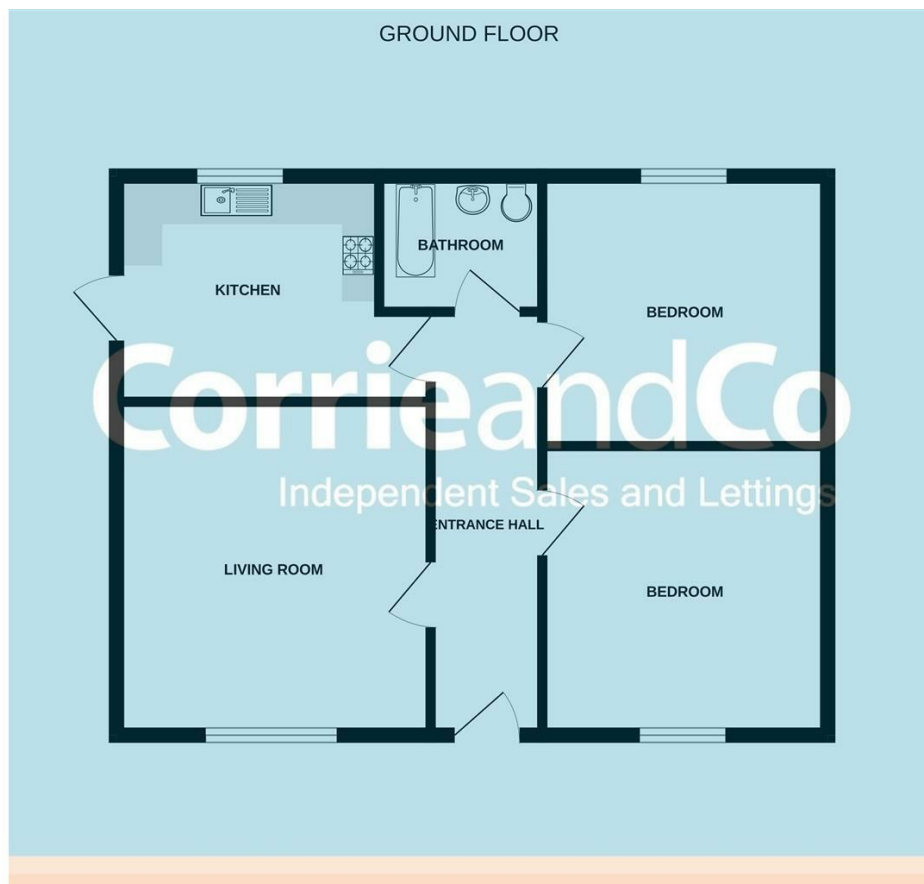 GROUND FLOOR
BATHROOM
KITCHEN
BEDROOM
CorrieandCo
Independent Sales and Lettings
ENTRANCE HALL
LIVING ROOM
BEDROOM